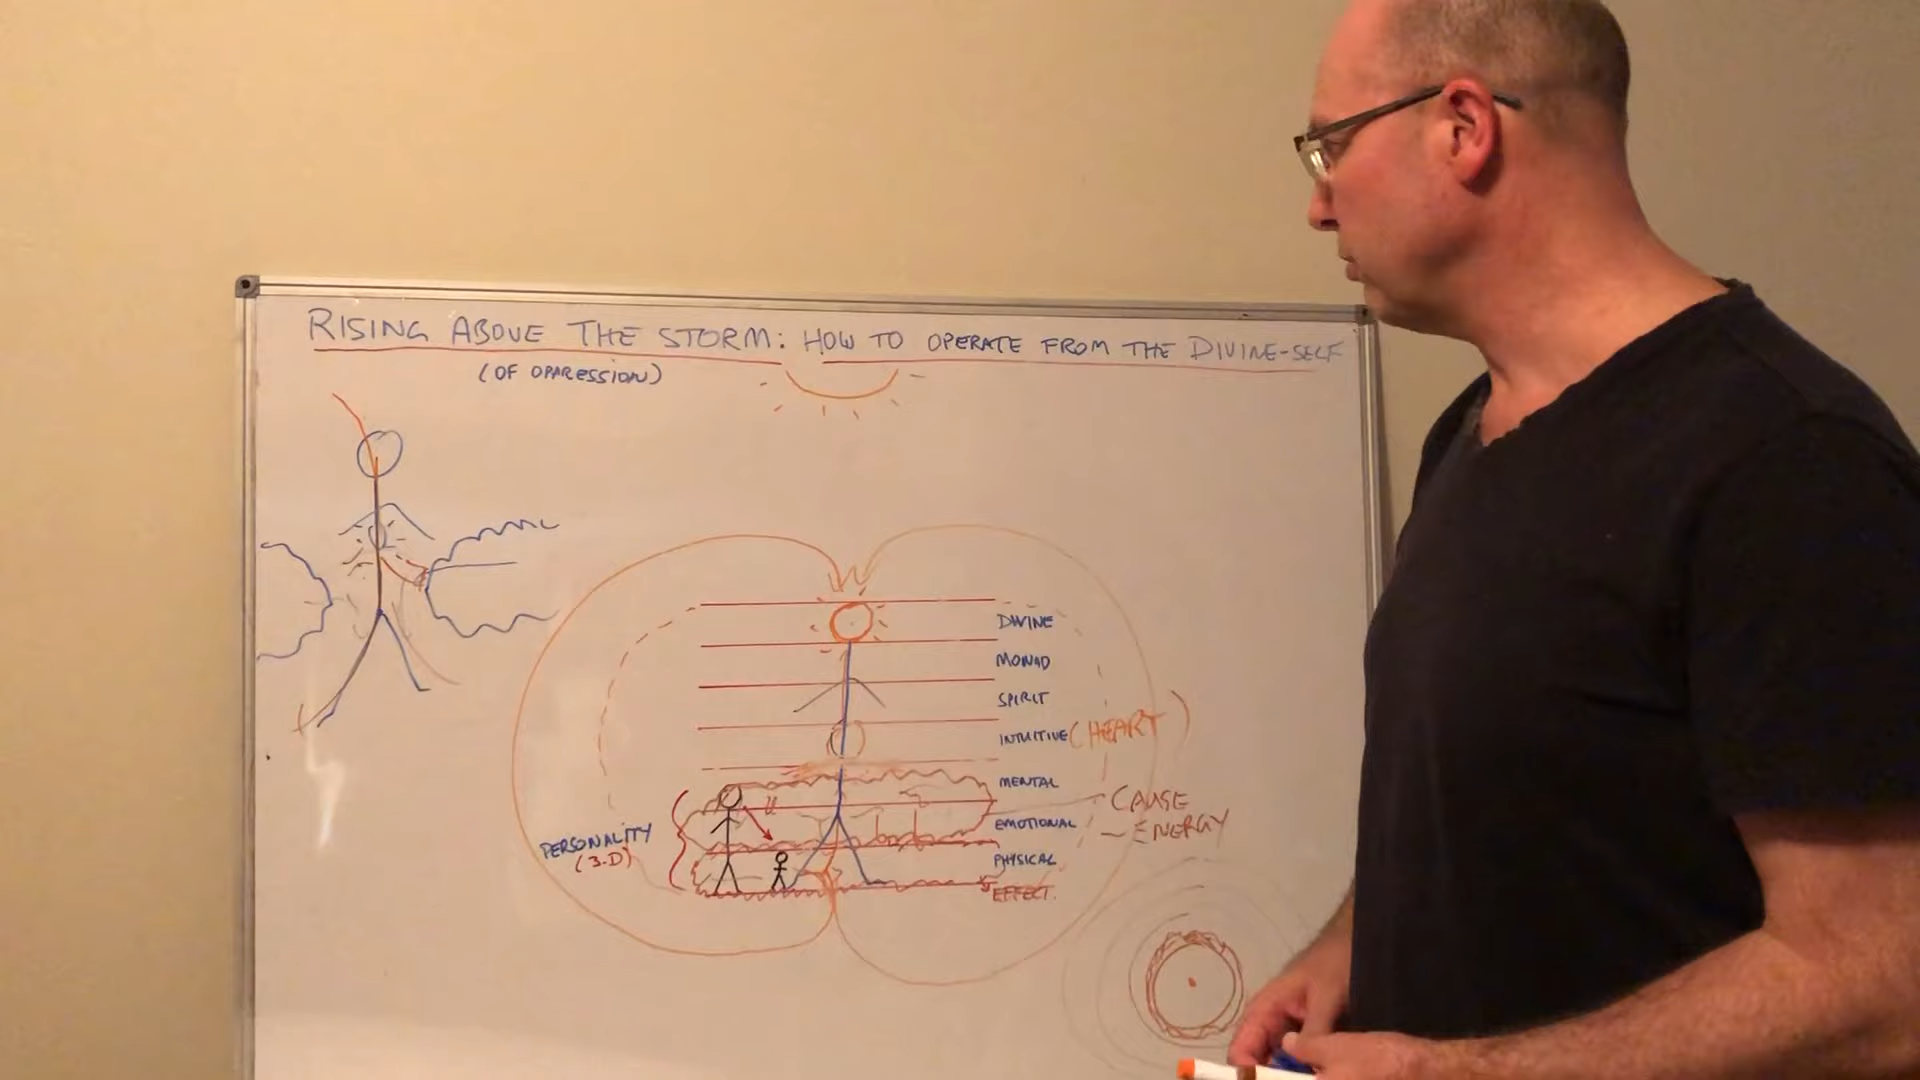 RISING ABOVE THE STORM: HOW TO OPERATE FROM THE DIVINE-SELF
(OF OPARESSION)
DIVINE
MONAD
SPIRIT
INTUITIVE (HEART)
MENTAL
CAUSE
EMOTIONAL
- ENERGY
PERSONALITY
(3.D)
PHYSICAL
EFFECT.